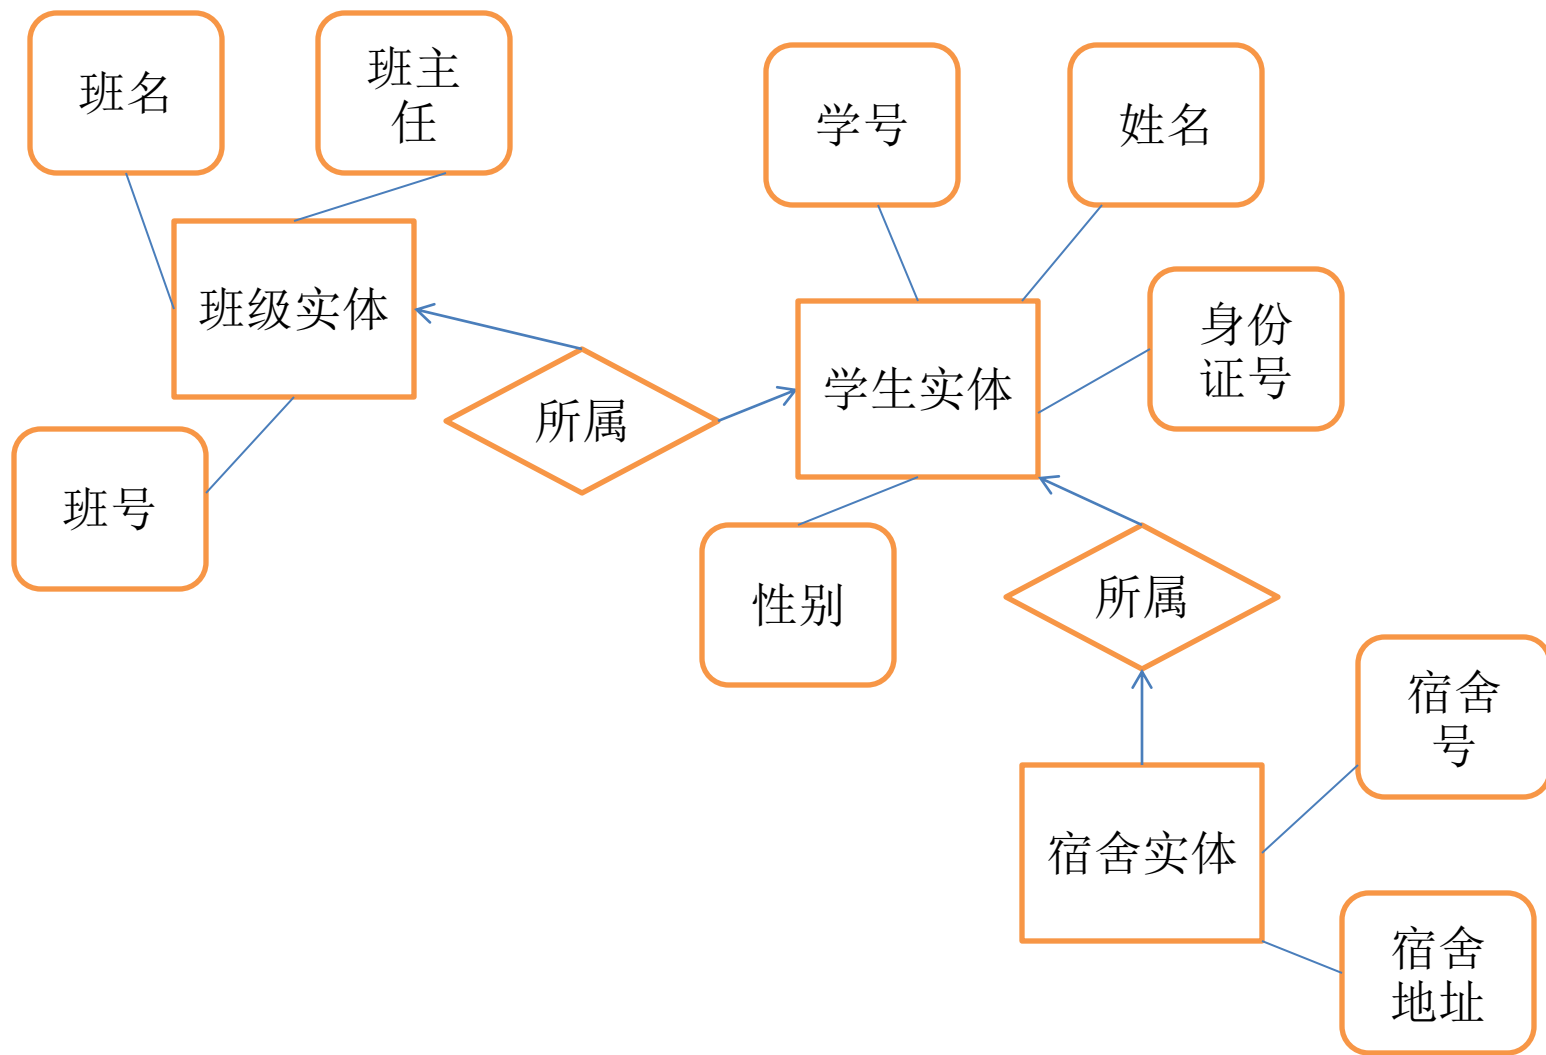 班名
班主
任
学号
姓名
班级实体
身份
证号
学生实体
所属
班号
性别
所属
宿舍
号
宿舍实体
宿舍
地址